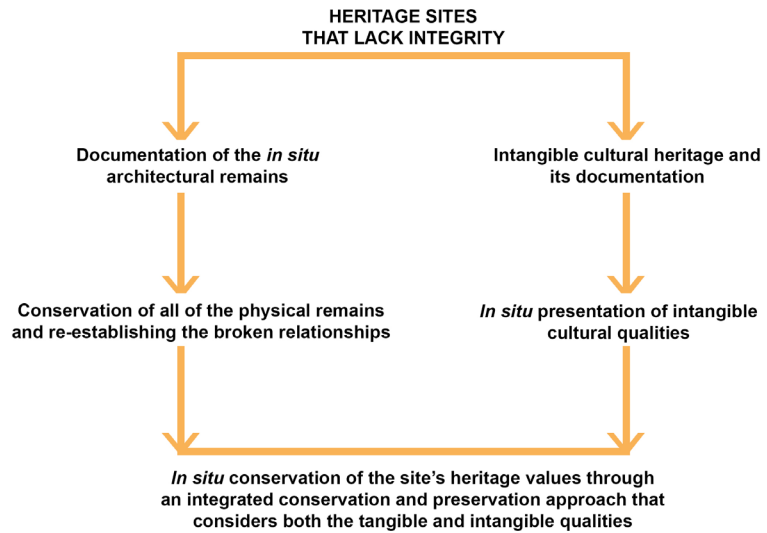 HERITAGE SITES
THAT LACK INTEGRITY
Documentation of the in situ
architectural remains
Intangible cultural heritage and
its documentation
Conservation of all of the physical remains
and re-establishing the broken relationships
In situ presentation of intangible
cultural qualities
In situ conservation of the site’s heritage values through
an integrated conservation and preservation approach that
considers both the tangible and intangible qualities